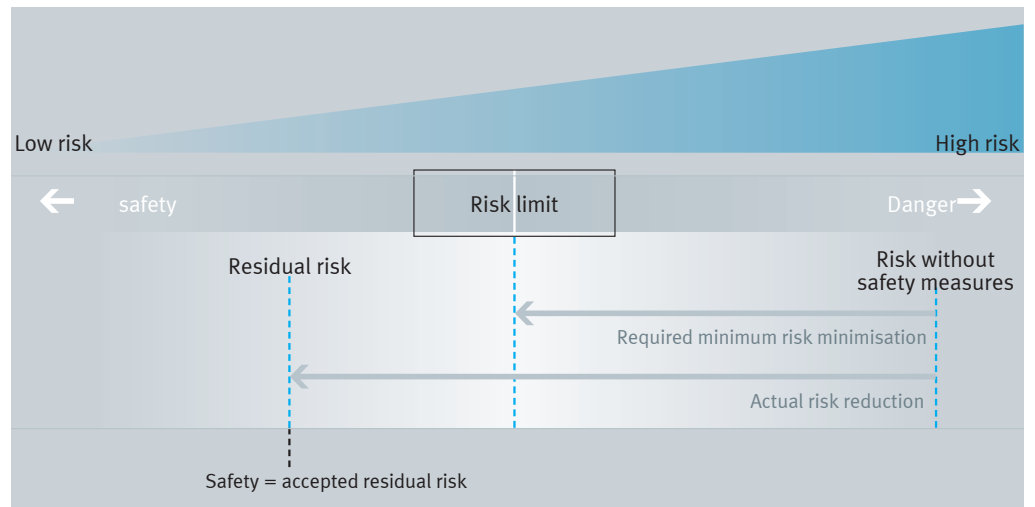 Low risk
High risk
safety
Risk limit
Danger
Residual risk
Risk without
safety measures
Required minimum risk minimisation
Actual risk reduction
Safety = accepted residual risk